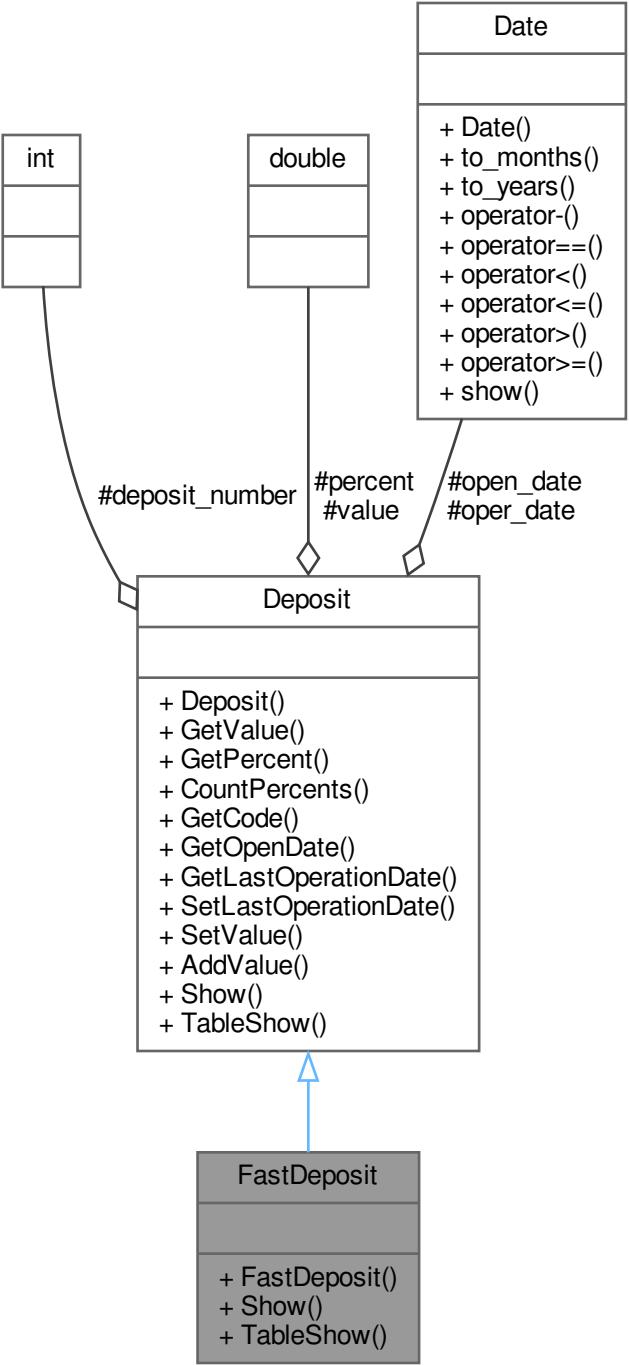 Date
+ Date()
+ to_months()
+ to_years()
+ operator-()
+ operator==()
+ operator<()
+ operator<=()
+ operator>()
+ operator>=()
+ show()
int
double
#deposit_number
#percent
#value
#open_date
#oper_date
Deposit
+ Deposit()
+ GetValue()
+ GetPercent()
+ CountPercents()
+ GetCode()
+ GetOpenDate()
+ GetLastOperationDate()
+ SetLastOperationDate()
+ SetValue()
+ AddValue()
+ Show()
+ TableShow()
FastDeposit
+ FastDeposit()
+ Show()
+ TableShow()